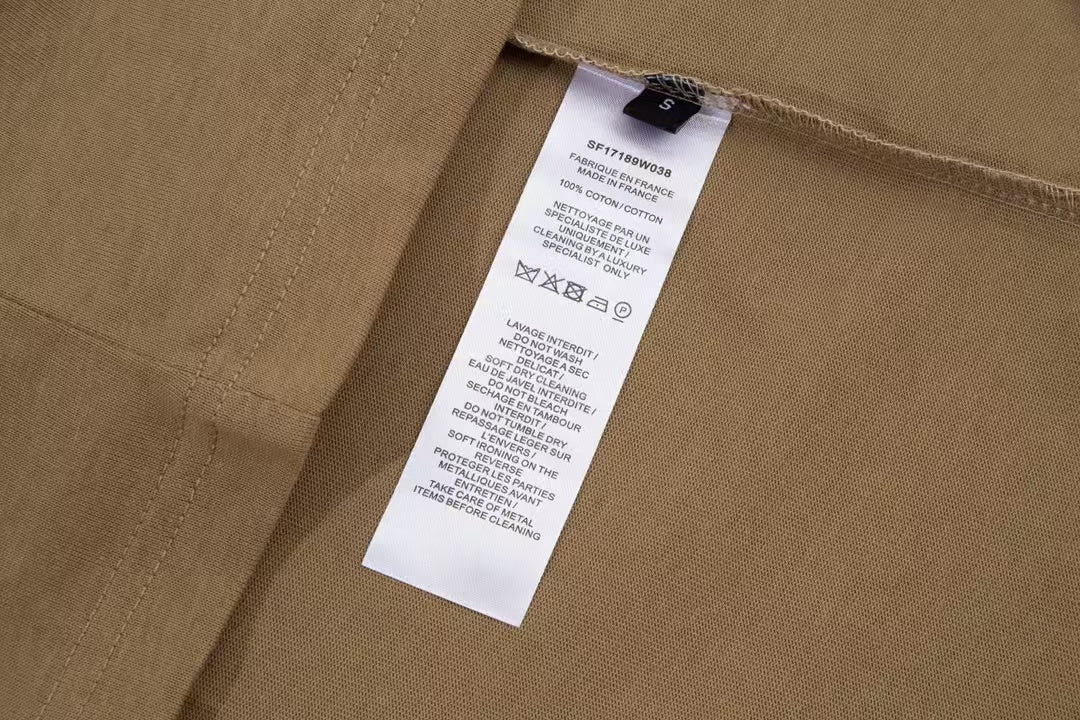 S
SF17189W038
FABRIQUE EN FRANCE
MADE IN FRANCE
100% COTON/COTTON
NETTOYAGE PAR UN
SPECIALISTE DE LUXE
UNIQUEMENT/
CLEANING BY A LUXURY
SPECIALIST ONLY
P
LAVAGE INTERDIT/
DO NOT WASH
NETTOYAGE A SEC
DELICAT/
SOFT DRY CLEANING
EAU DE JAVEL INTERDITE/
DO NOT BLEACH
SECHAGE EN TAMBOUR
INTERDIT/
DO NOT TUMBLE DRY
REPASSAGE LEGER SUR
L'ENVERS/
SOFT IRONING ON THE
REVERSE
PROTEGER LES PARTIES
METALLIQUES AVANT
ENTRETIEN/
TAKE CARE OF METAL
ITEMS BEFORE CLEANING